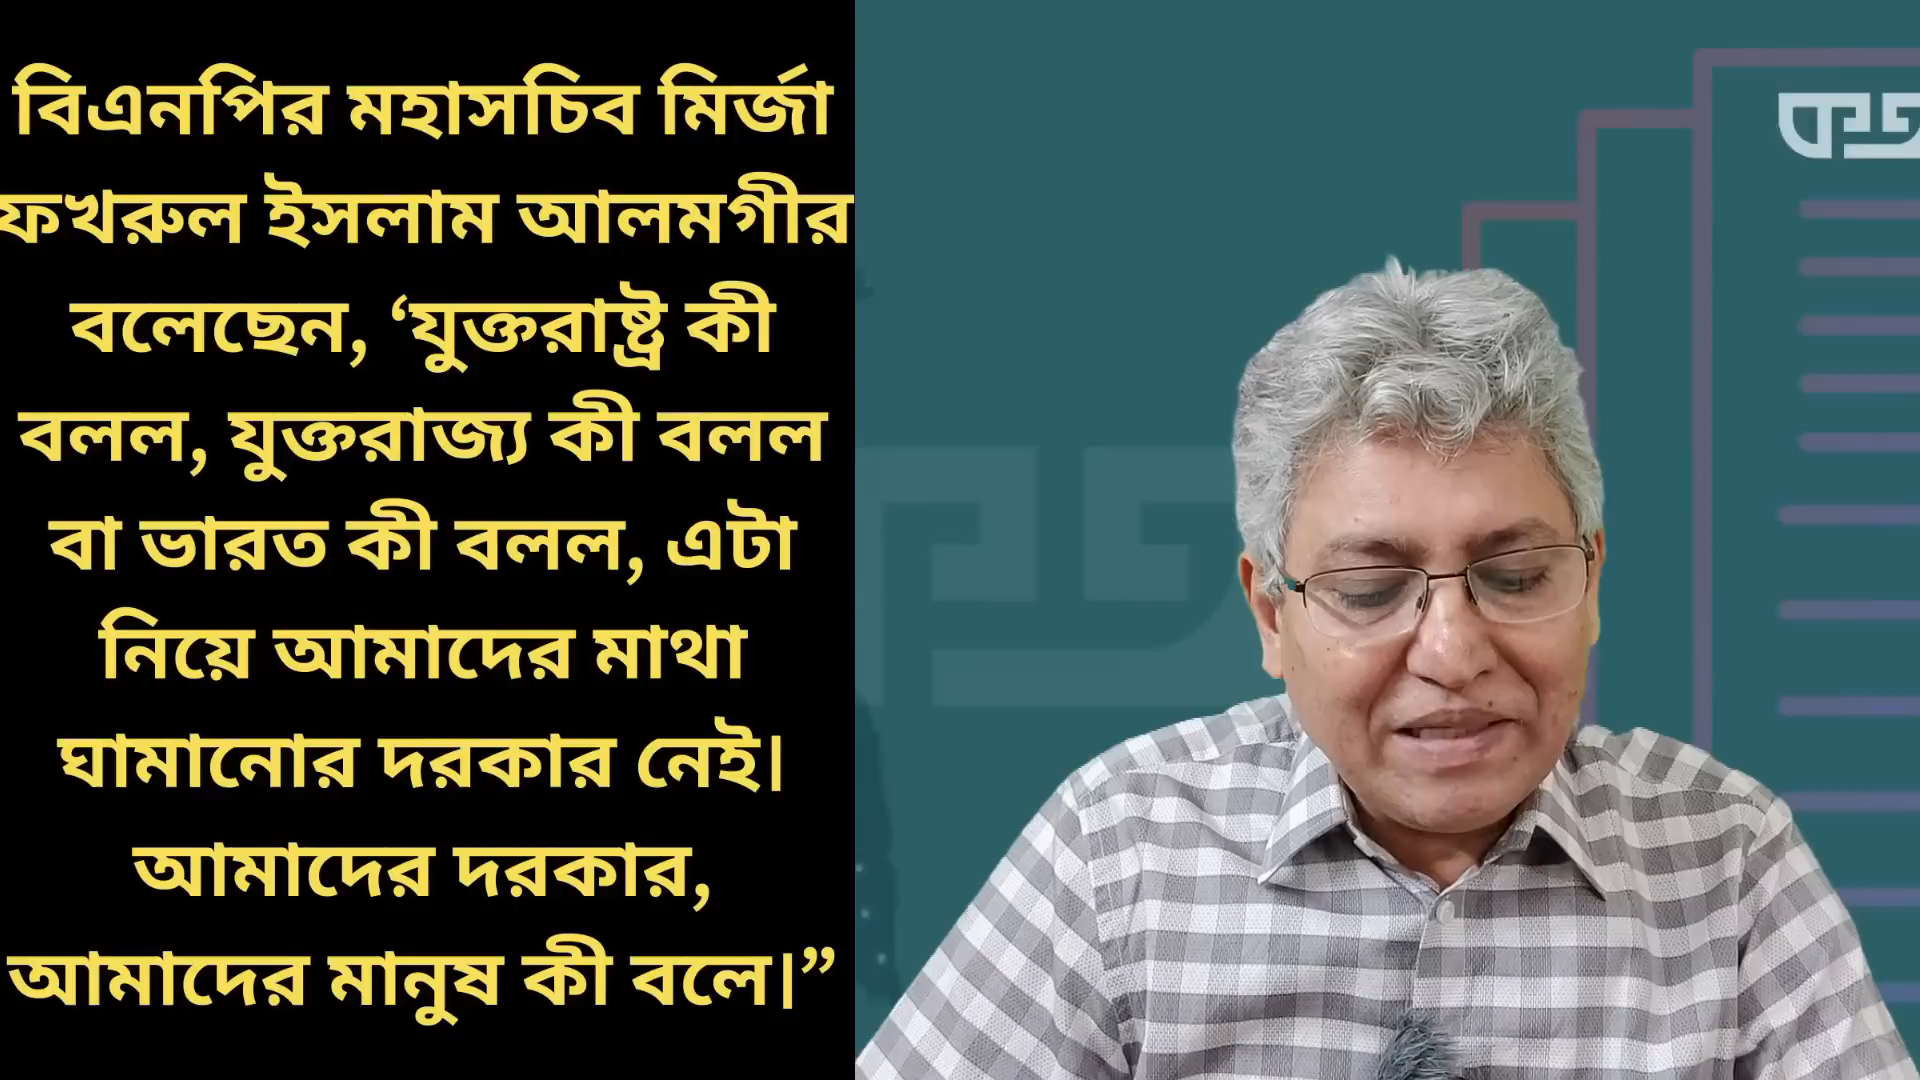 বিএনপির মহাসচিব মির্জা
ফখরুল ইসলাম আলমগীর
বলেছেন, ‘যুক্তরাষ্ট্র কী
বলল, যুক্তরাজ্য কী বলল
বা ভারত কী বলল, এটা
নিয়ে আমাদের মাথা
ঘামানোর দরকার নেই।
আমাদের দরকার,
আমাদের মানুষ কী বলে।”